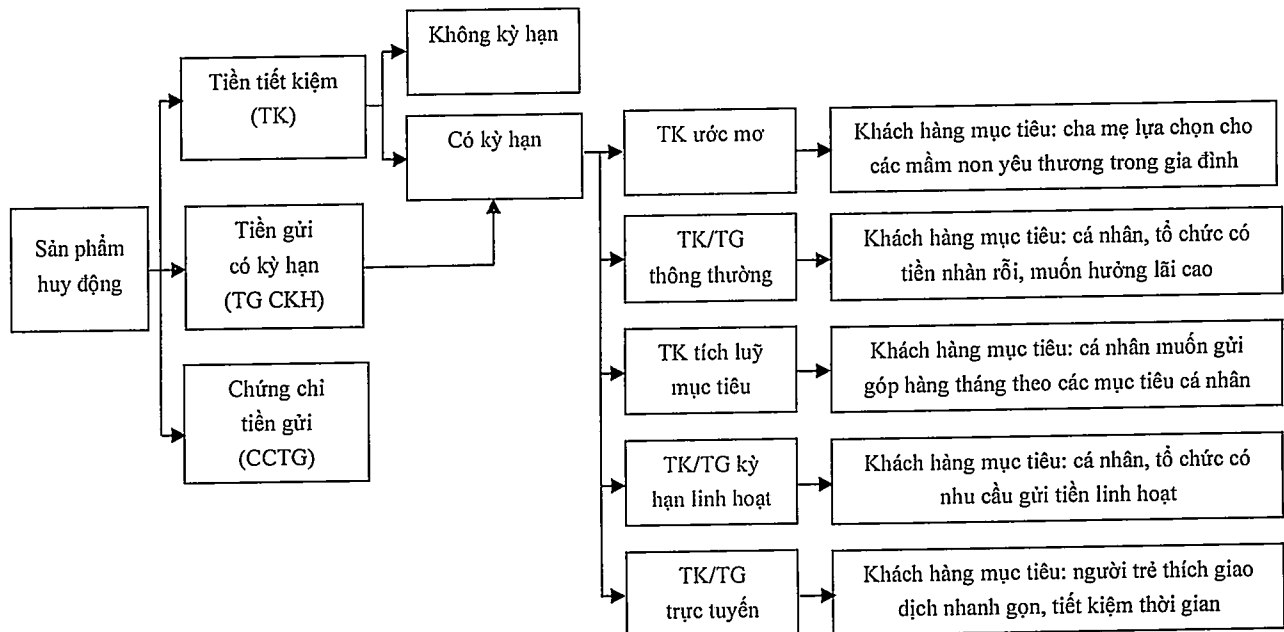 Sản phẩm
huy động
Tiền tiết kiệm
(TK)
Tiền gửi
có kỳ hạn
(TG CKH)
Chứng chỉ
tiền gửi
(CCTG)
Không kỳ hạn
Có kỳ hạn
TK ước mơ
Khách hàng mục tiêu: cha mẹ lựa chọn cho
các mầm non yêu thương trong gia đình
TK/TG
thông thường
Khách hàng mục tiêu: cá nhân, tổ chức có
tiền nhàn rỗi, muốn hưởng lãi cao
TK tích luỹ
mục tiêu
Khách hàng mục tiêu: cá nhân muốn gửi
góp hàng tháng theo các mục tiêu cá nhân
TK/TG kỳ
hạn linh hoạt
Khách hàng mục tiêu: cá nhân, tổ chức có
nhu cầu gửi tiền linh hoạt
TK/TG
trực tuyến
Khách hàng mục tiêu: người trẻ thích giao
dịch nhanh gọn, tiết kiệm thời gian